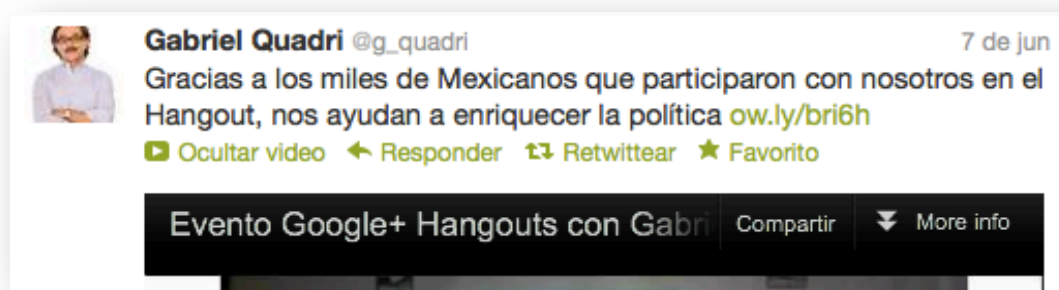 Gabriel Quadri @g_quadri 7 de jun
Gracias a los miles de Mexicanos que participaron con nosotros en el
Hangout, nos ayudan a enriquecer la política ow.ly/bri6h
Ocultar video Responder Retwittear Favorito
Evento Google+ Hangouts con Gabri Compartir More info